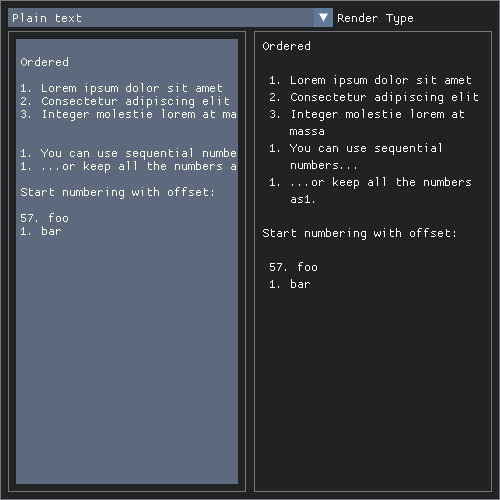 Plain text
Render Type
Ordered
1. Lorem ipsum dolor sit amet
2. Consectetur adipiscing elit
3. Integer molestie lorem at ma
1. You can use sequential numbe
1. ...or keep all the numbers a
Start numbering with offset:
57. foo
1. bar
Ordered
1. Lorem ipsum dolor sit amet
2. Consectetur adipiscing elit
3. Integer molestie lorem at
massa
1. You can use sequential
numbers...
1. ...or keep all the numbers
as1.
Start numbering with offset:
57. foo
1. bar